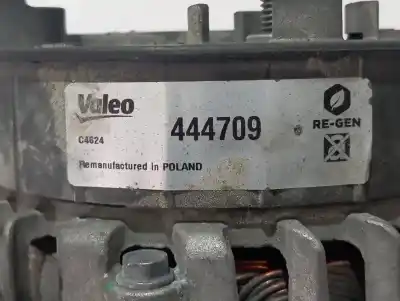 Valeo
444709
RE-GEN
C4624
Remanufactured in POLAND